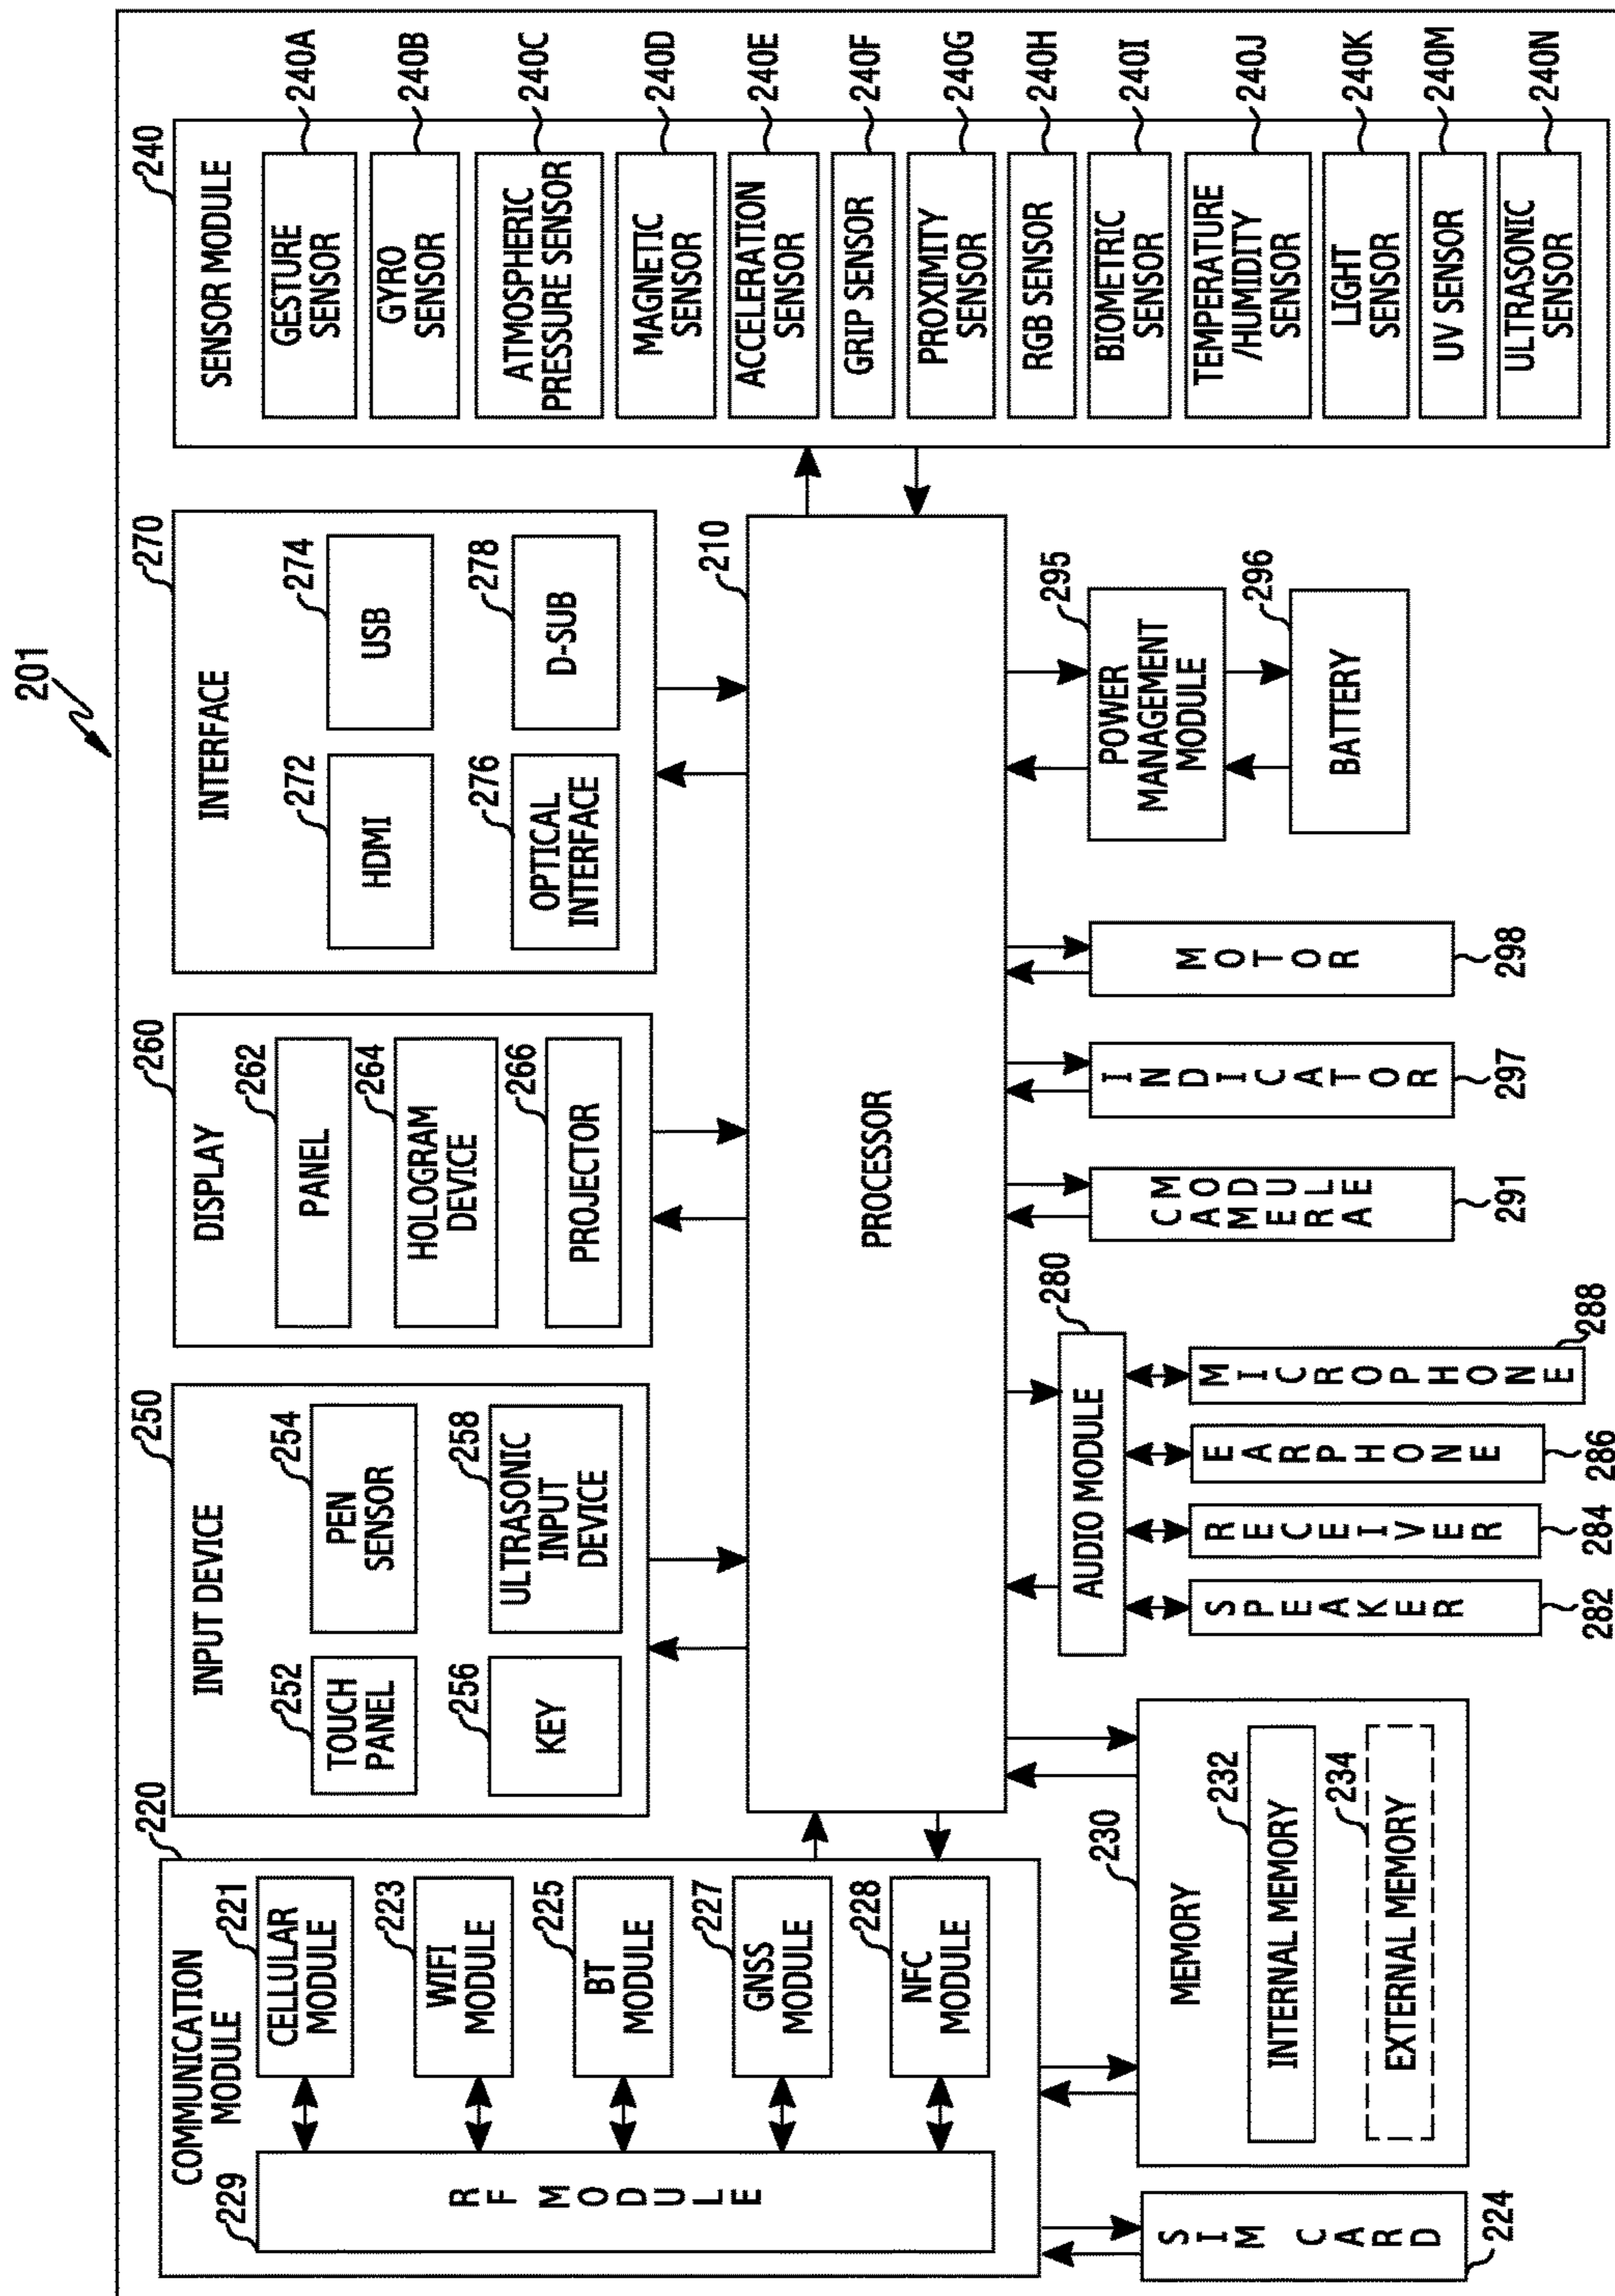 201
220
COMMUNICATION
MODULE
229
RF MODULE
221
CELLULAR
MODULE
223
WIFI
MODULE
225
BT
MODULE
227
GNSS
MODULE
228
NFC
MODULE
250
INPUT DEVICE
252
TOUCH
PANEL
254
PEN
SENSOR
256
KEY
258
ULTRASONIC
INPUT
DEVICE
260
DISPLAY
262
PANEL
264
HOLOGRAM
DEVICE
266
PROJECTOR
270
INTERFACE
272
HDMI
274
USB
276
OPTICAL
INTERFACE
278
D-SUB
240
SENSOR MODULE
GESTURE
SENSOR
240A
GYRO
SENSOR
240B
ATMOSPHERIC
PRESSURE SENSOR
240C
MAGNETIC
SENSOR
240D
ACCELERATION
SENSOR
240E
GRIP SENSOR
240F
PROXIMITY
SENSOR
240G
RGB SENSOR
240H
BIOMETRIC
SENSOR
240I
TEMPERATURE
/HUMIDITY
SENSOR
240J
LIGHT
SENSOR
240K
UV SENSOR
240M
ULTRASONIC
SENSOR
240N
210
PROCESSOR
SIM CARD
224
230
MEMORY
232
INTERNAL MEMORY
234
EXTERNAL MEMORY
280
AUDIO MODULE
SPEAKER
282
RECEIVER
284
EARPHONE
286
MICROPHONE
288
CAMERA
MODULE
291
INDICATOR
297
MOTOR
298
295
POWER
MANAGEMENT
MODULE
296
BATTERY